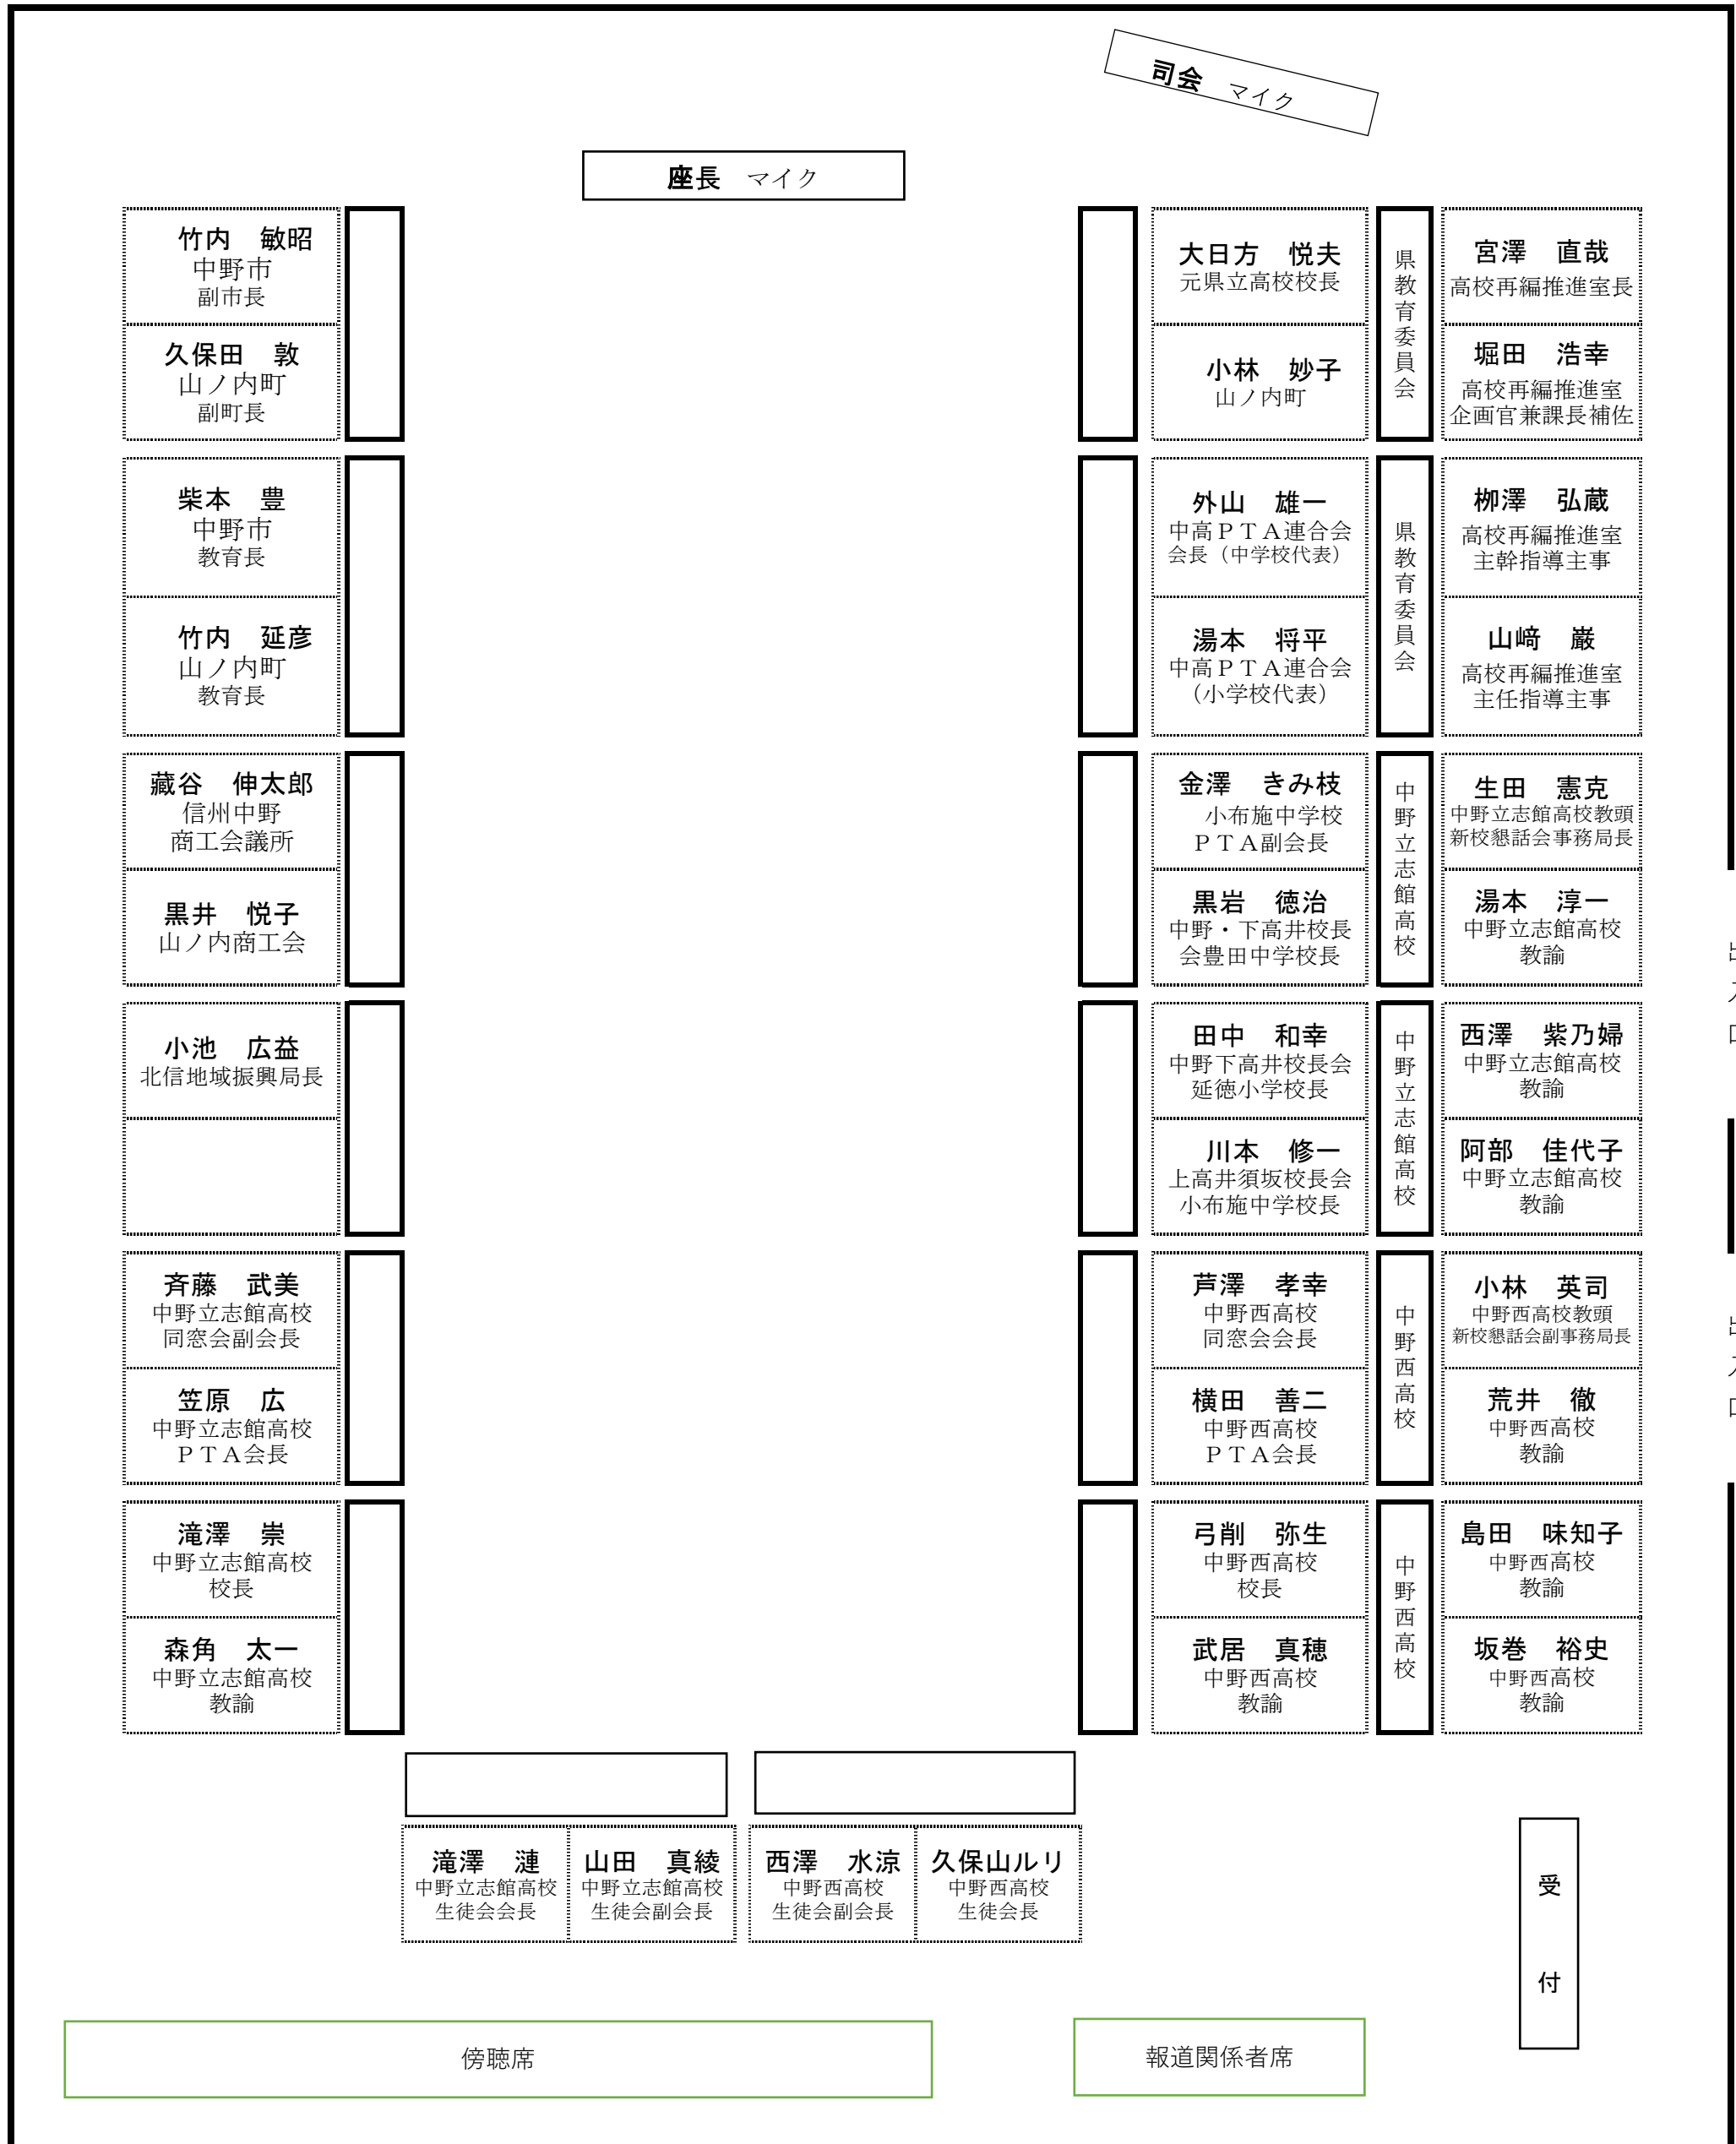 司会　マイク
座長　マイク
竹内　敏昭
中野市
副市長
久保田　敦
山ノ内町
副町長
柴本　豊
中野市
教育長
竹内　延彦
山ノ内町
教育長
藏谷　伸太郎
信州中野
商工会議所
黒井　悦子
山ノ内商工会
小池　広益
北信地域振興局長
斉藤　武美
中野立志館高校
同窓会副会長
笠原　広
中野立志館高校
ＰＴＡ会長
滝澤　崇
中野立志館高校
校長
森角　太一
中野立志館高校
教諭
大日方　悦夫
元県立高校校長
小林　妙子
山ノ内町
外山　雄一
中高ＰＴＡ連合会
会長（中学校代表）
湯本　将平
中高ＰＴＡ連合会
（小学校代表）
金澤　きみ枝
小布施中学校
ＰＴＡ副会長
黒岩　徳治
中野・下高井校長
会豊田中学校長
田中　和幸
中野下高井校長会
延徳小学校長
川本　修一
上高井須坂校長会
小布施中学校長
芦澤　孝幸
中野西高校
同窓会会長
横田　善二
中野西高校
ＰＴＡ会長
弓削　弥生
中野西高校
校長
武居　真穂
中野西高校
教諭
県教育委員会
県教育委員会
中野立志館高校
中野立志館高校
中野西高校
中野西高校
宮澤　直哉
高校再編推進室長
堀田　浩幸
高校再編推進室
企画官兼課長補佐
栁澤　弘蔵
高校再編推進室
主幹指導主事
山﨑　巌
高校再編推進室
主任指導主事
生田　憲克
中野立志館高校教頭
新校懇話会事務局長
湯本　淳一
中野立志館高校
教諭
西澤　紫乃婦
中野立志館高校
教諭
阿部　佳代子
中野立志館高校
教諭
小林　英司
中野西高校教頭
新校懇話会副事務局長
荒井　徹
中野西高校
教諭
島田　味知子
中野西高校
教諭
坂巻　裕史
中野西高校
教諭
滝澤　漣
中野立志館高校
生徒会会長
山田　真綾
中野立志館高校
生徒会副会長
西澤　水涼
中野西高校
生徒会副会長
久保山ルリ
中野西高校
生徒会長
受付
傍聴席
報道関係者席